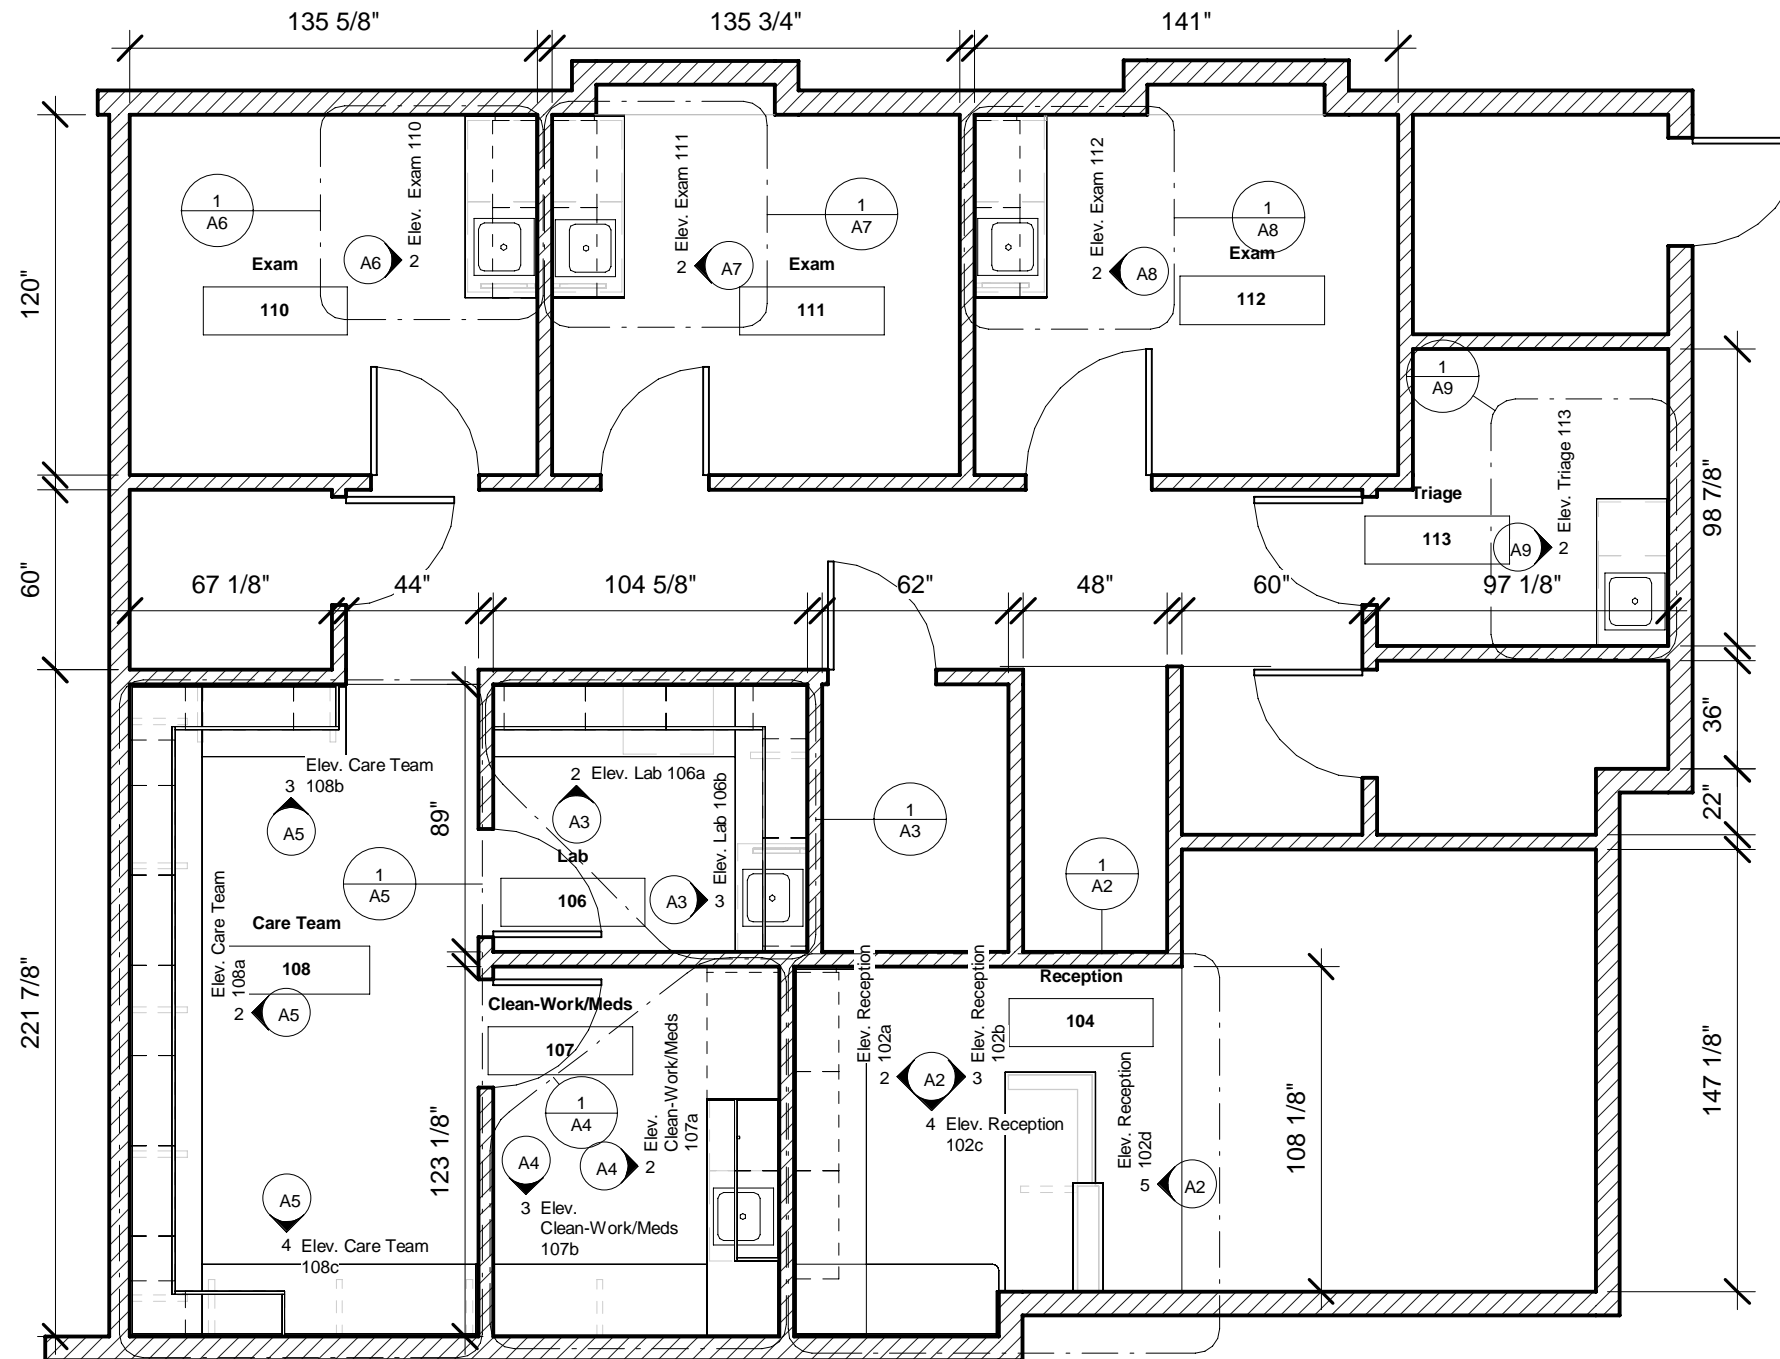 135 5/8"
135 3/4"
141"
120"
60"
221 7/8"
1
A6
A6
2
Elev. Exam 110
Exam
110
Elev. Exam 111
2
A7
1
A7
Exam
111
Elev. Exam 112
2
A8
1
A8
Exam
112
1
A9
Elev. Triage 113
Triage
113
A9
2
98 7/8"
67 1/8"
44"
104 5/8"
62"
48"
60"
97 1/8"
36"
22"
147 1/8"
Elev. Care Team
108b
3
A5
89"
2
Elev. Lab 106a
A3
Elev. Lab 106b
Lab
106
A3
3
1
A3
1
A2
1
A5
Elev. Care Team
108a
Care Team
108
2
A5
Clean-Work/Meds
107
1
A4
Elev.
Clean-Work/Meds
107a
A4
2
A4
3
Elev.
Clean-Work/Meds
107b
123 1/8"
A5
4
Elev. Care Team
108c
Elev. Reception
102a
2
A2
3
Elev. Reception
102b
4
Elev. Reception
102c
Reception
104
Elev. Reception
102d
5
A2
108 1/8"